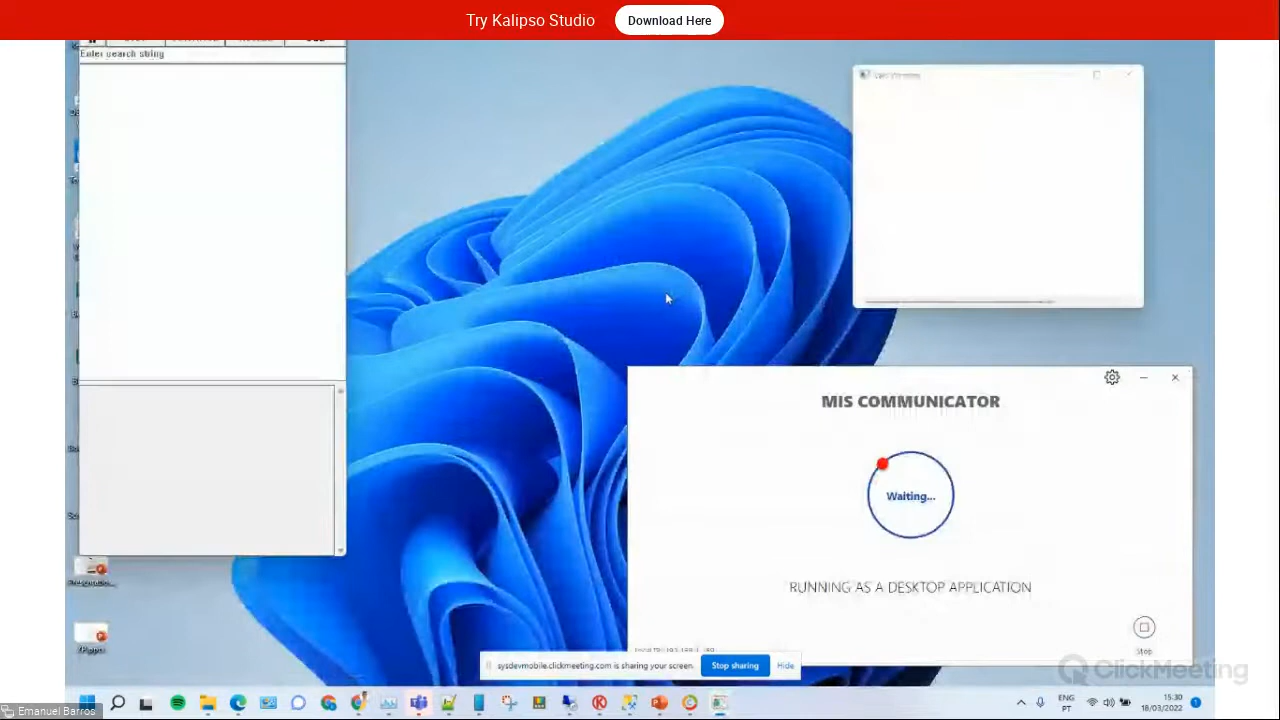 Try Kalipso Studio
Download Here
Enter search string
MIS COMMUNICATOR
Waiting...
RUNNING AS A DESKTOP APPLICATION
Stop
sysdevmobile.clickmeeting.com is sharing your screen.
Stop sharing
Hide
ClickMeeting
ENG
PT
15:30
18/03/2022
Emanuel Barros